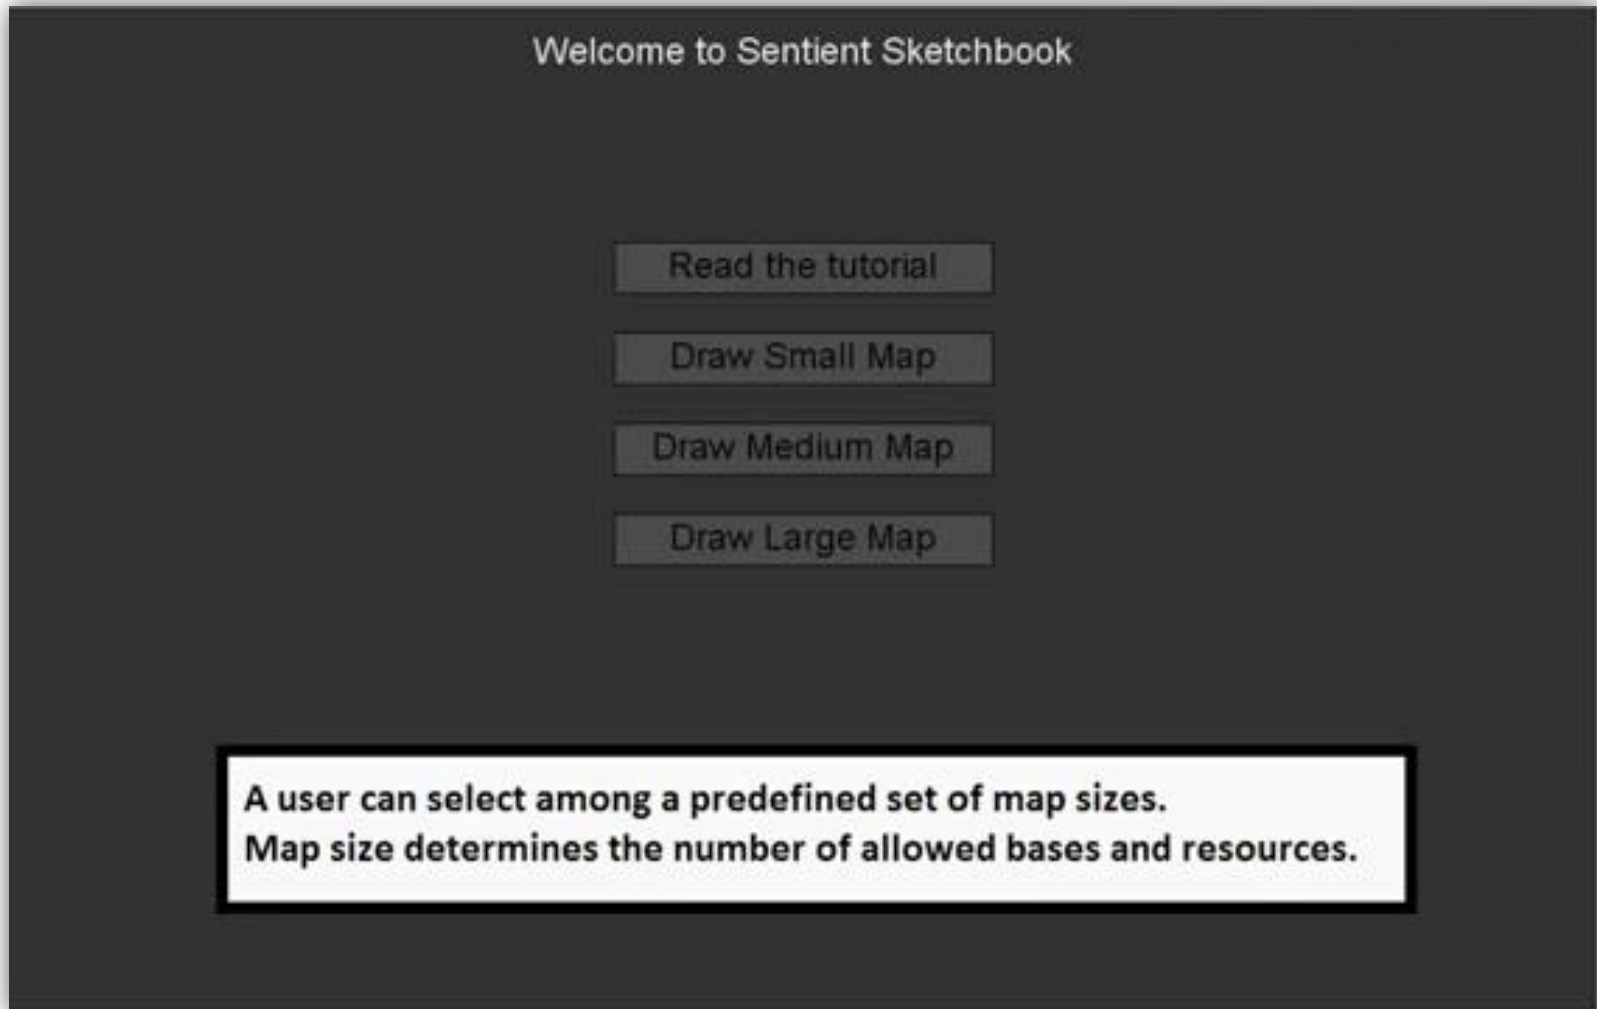 Welcome to Sentient Sketchbook
Read the tutorial
Draw Small Map
Draw Medium Map
Draw Large Map
A user can select among a predefined set of map sizes.
Map size determines the number of allowed bases and resources.